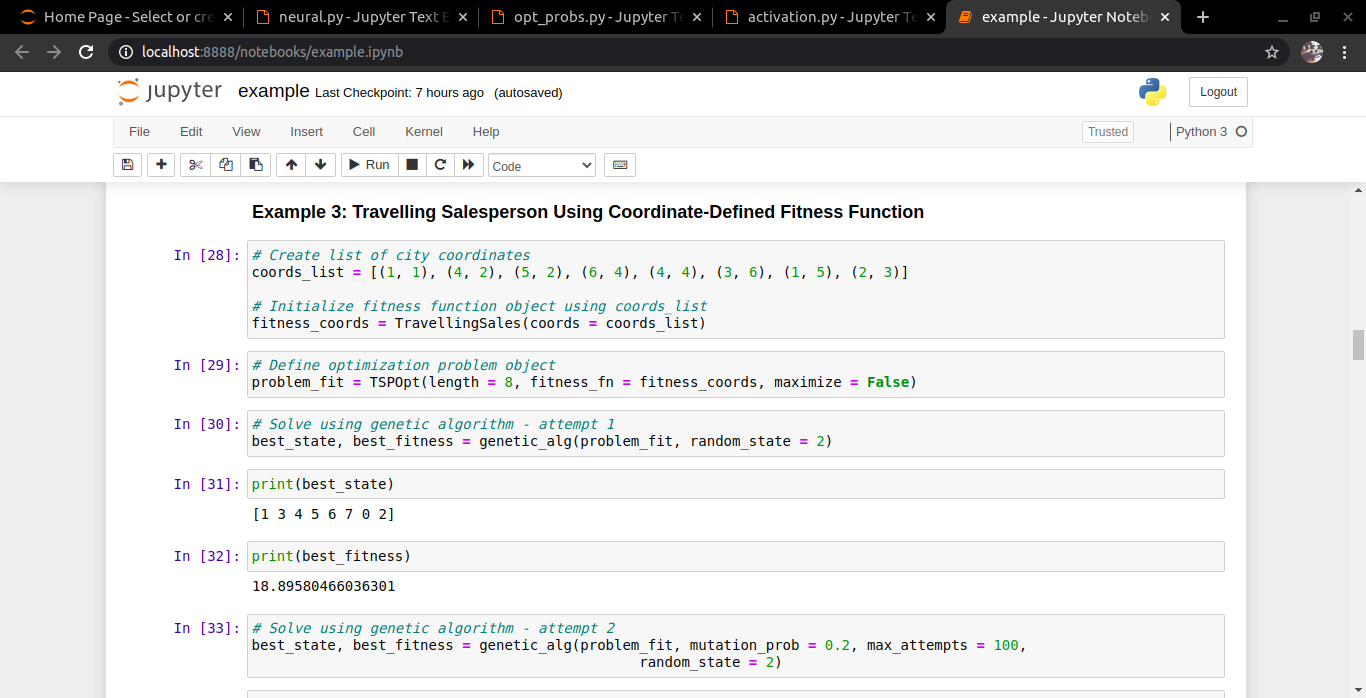 Home Page - Select or cre
neural.py - Jupyter Text E
opt_probs.py - Jupyter Te
activation.py - Jupyter Te
example - Jupyter Noteb
localhost:8888/notebooks/example.ipynb
jupyter example Last Checkpoint: 7 hours ago (autosaved)
Logout
File Edit View Insert Cell Kernel Help
Trusted
Python 3
Run
Code
Example 3: Travelling Salesperson Using Coordinate-Defined Fitness Function
In [28]: # Create list of city coordinates
coords_list = [(1, 1), (4, 2), (5, 2), (6, 4), (4, 4), (3, 6), (1, 5), (2, 3)]
# Initialize fitness function object using coords_list
fitness_coords = TravellingSales(coords = coords_list)
In [29]: # Define optimization problem object
problem_fit = TSPOpt(length = 8, fitness_fn = fitness_coords, maximize = False)
In [30]: # Solve using genetic algorithm - attempt 1
best_state, best_fitness = genetic_alg(problem_fit, random_state = 2)
In [31]: print(best_state)
[1 3 4 5 6 7 0 2]
In [32]: print(best_fitness)
18.89580466036301
In [33]: # Solve using genetic algorithm - attempt 2
best_state, best_fitness = genetic_alg(problem_fit, mutation_prob = 0.2, max_attempts = 100,
random_state = 2)